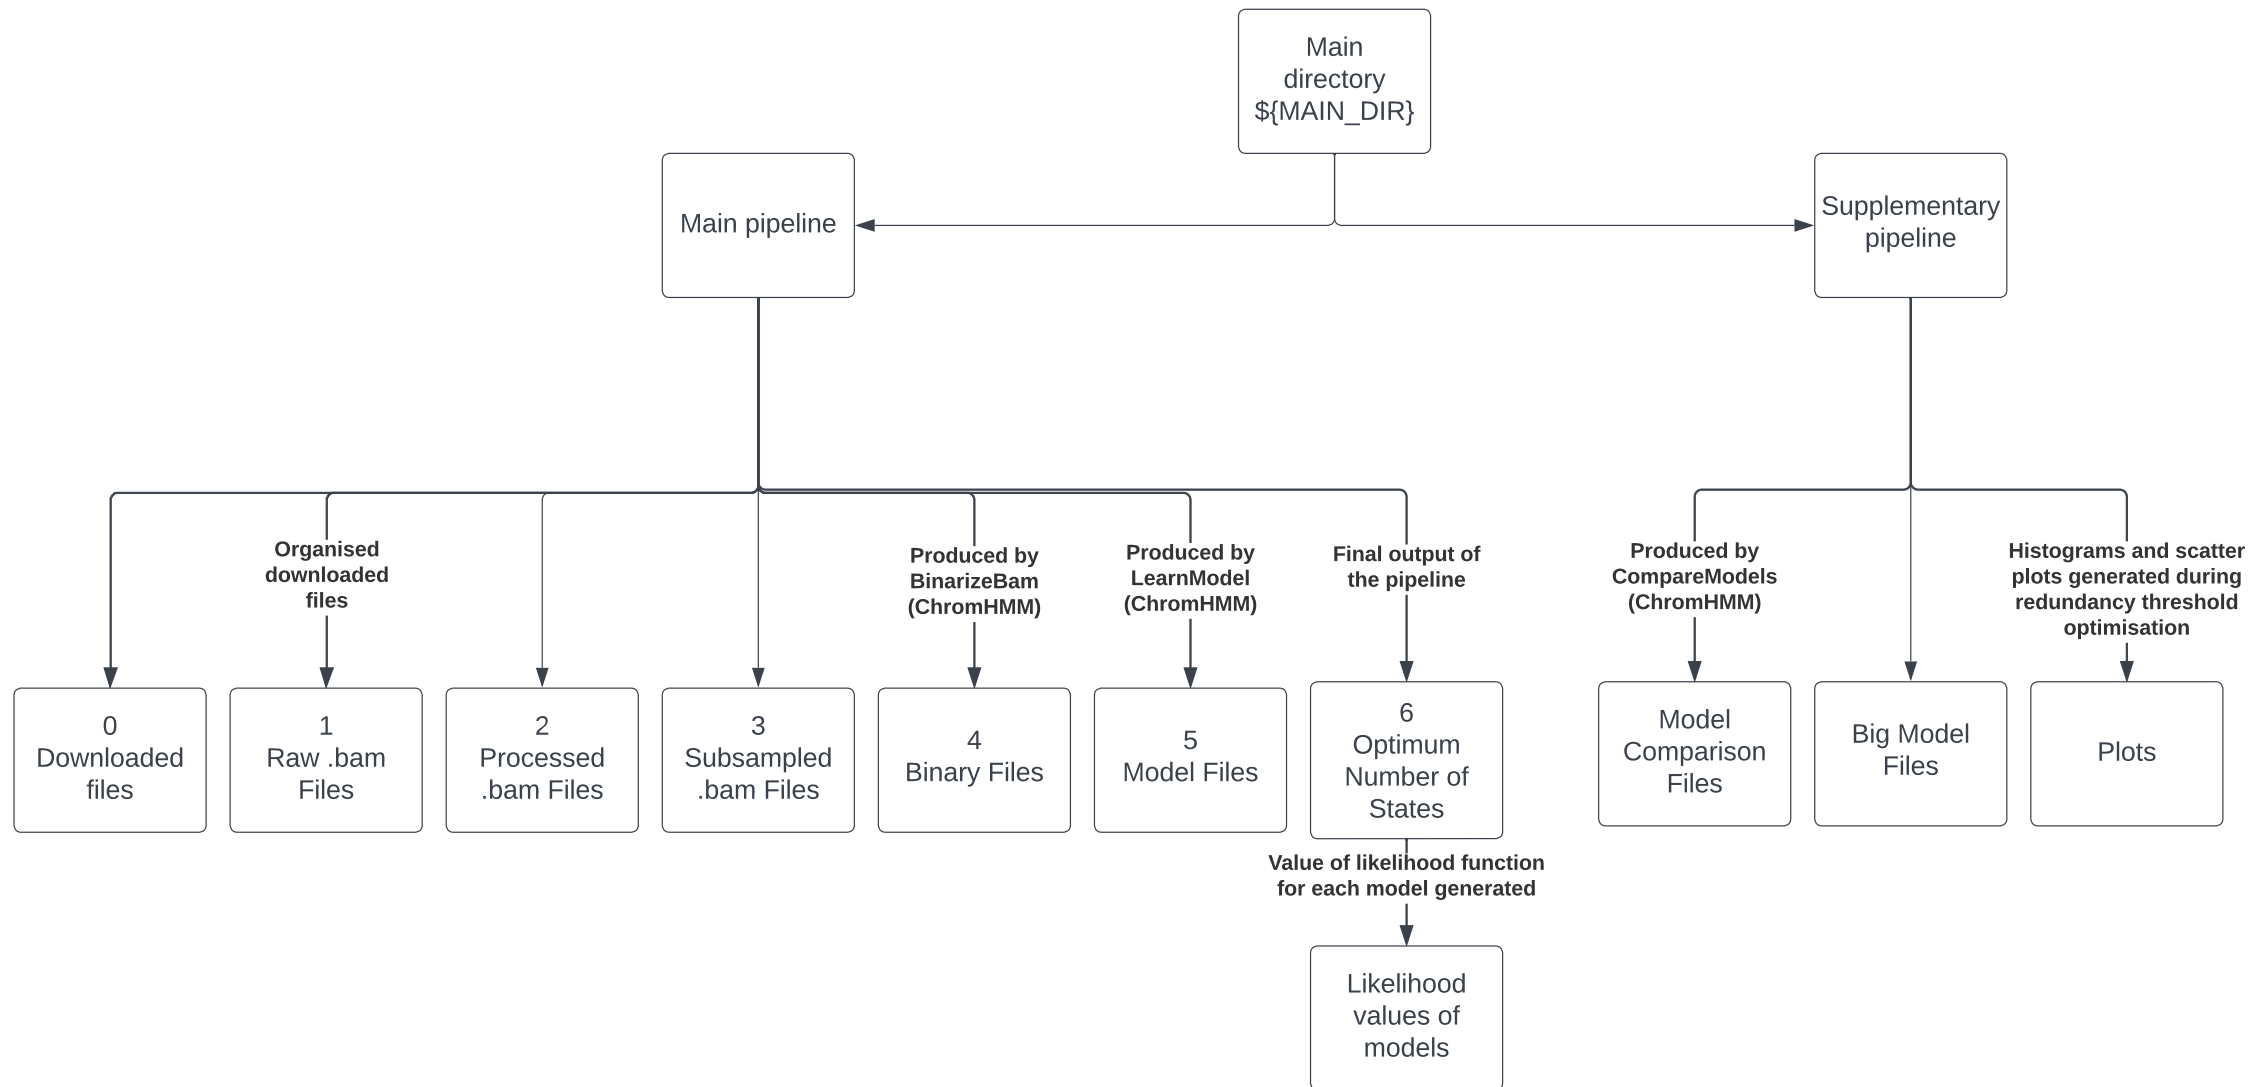 Main
directory
${MAIN_DIR}
Main pipeline
Supplementary
pipeline
Organised
downloaded
files
Produced by
BinarizeBam
(ChromHMM)
Produced by
LearnModel
(ChromHMM)
Final output of
the pipeline
Produced by
CompareModels
(ChromHMM)
Histograms and scatter
plots generated during
redundancy threshold
optimisation
0
Downloaded
files
1
Raw .bam
Files
2
Processed
.bam Files
3
Subsampled
.bam Files
4
Binary Files
5
Model Files
6
Optimum
Number of
States
Model
Comparison
Files
Big Model
Files
Plots
Value of likelihood function
for each model generated
Likelihood
values of
models